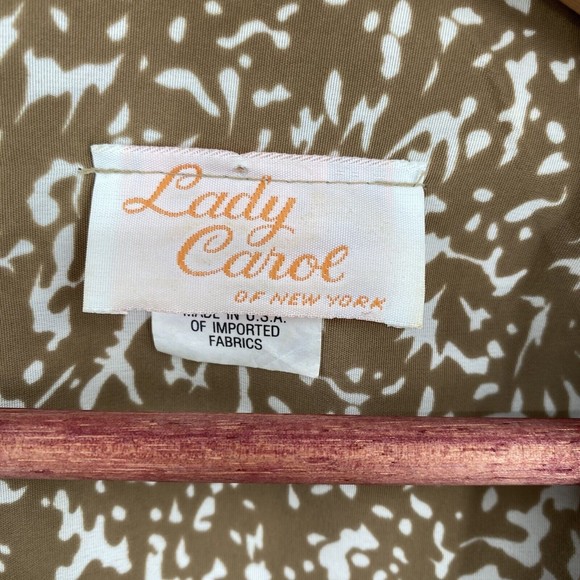 Lady
Carol
OF NEW YORK
MADE IN U.S.A.
OF IMPORTED
FABRICS